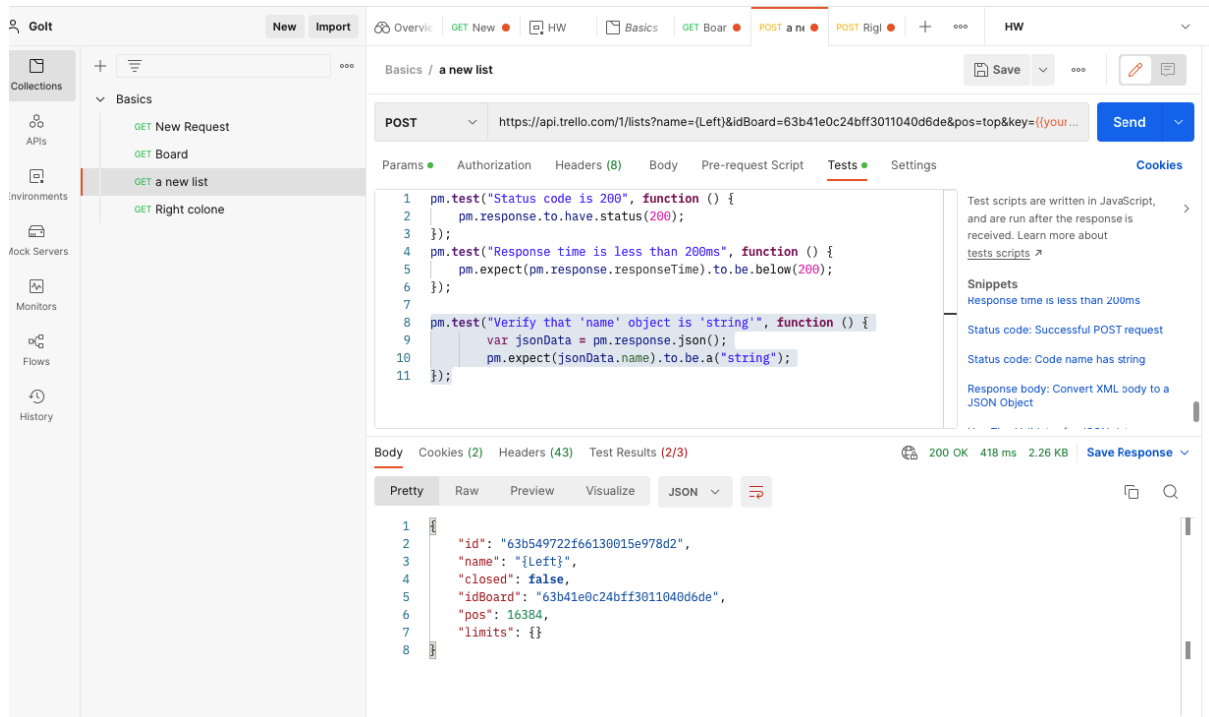 GoIt
New
Import
Overvie
GET New
HW
Basics
GET Boar
POST a ne
POST Rigl
HW
Collections
APIs
Environments
Mock Servers
Monitors
Flows
History
Basics
GET New Request
GET Board
GET a new list
GET Right colone
Basics / a new list
Save
POST
https://api.trello.com/1/lists?name={Left}&idBoard=63b41e0c24bff3011040d6de&pos=top&key={{your...
Send
Params
Authorization
Headers (8)
Body
Pre-request Script
Tests
Settings
Cookies
1 pm.test("Status code is 200", function () {
2 pm.response.to.have.status(200);
3 });
4 pm.test("Response time is less than 200ms", function () {
5 pm.expect(pm.response.responseTime).to.be.below(200);
6 });
7
8 pm.test("Verify that 'name' object is 'string'", function () {
9 var jsonData = pm.response.json();
10 pm.expect(jsonData.name).to.be.a("string");
11 });
Test scripts are written in JavaScript,
and are run after the response is
received. Learn more about
tests scripts
Snippets
Response time is less than 200ms
Status code: Successful POST request
Status code: Code name has string
Response body: Convert XML body to a
JSON Object
Body
Cookies (2)
Headers (43)
Test Results (2/3)
200 OK
418 ms
2.26 KB
Save Response
Pretty
Raw
Preview
Visualize
JSON
1 {
2 "id": "63b549722f66130015e978d2",
3 "name": "{Left}",
4 "closed": false,
5 "idBoard": "63b41e0c24bff3011040d6de",
6 "pos": 16384,
7 "limits": {}
8 }